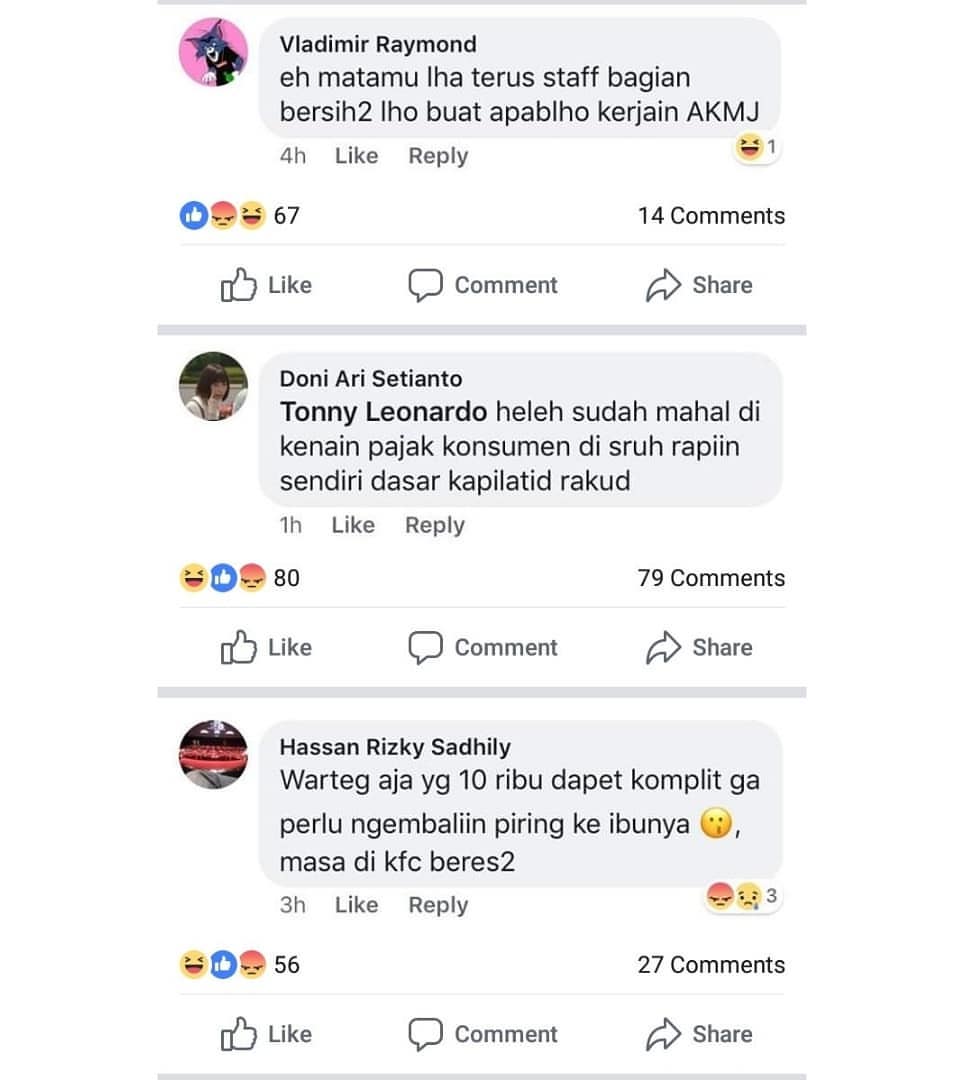 Vladimir Raymond
eh matamu lha terus staff bagian
bersih2 lho buat apablho kerjain AKMJ
4h Like Reply 1
67 14 Comments
Like Comment Share
Doni Ari Setianto
Tonny Leonardo heleh sudah mahal di
kenain pajak konsumen di sruh rapiin
sendiri dasar kapilatid rakud
1h Like Reply
80 79 Comments
Like Comment Share
Hassan Rizky Sadhily
Warteg aja yg 10 ribu dapet komplit ga
perlu ngembaliin piring ke ibunya 😗,
masa di kfc beres2
3h Like Reply 3
56 27 Comments
Like Comment Share